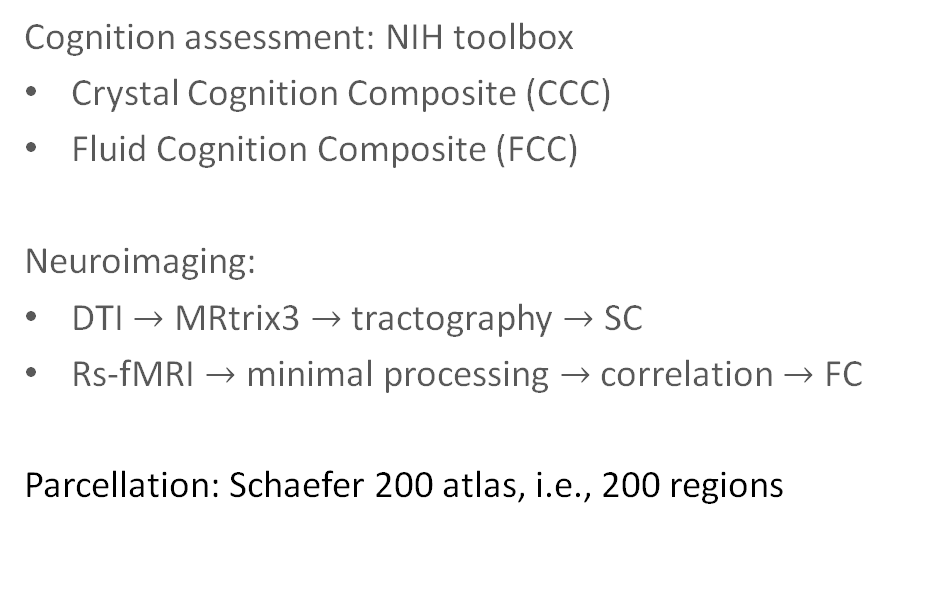 Cognition assessment: NIH toolbox
• Crystal Cognition Composite (CCC)
• Fluid Cognition Composite (FCC)
Neuroimaging:
• DTI → MRtrix3 → tractography → SC
• Rs-fMRI → minimal processing → correlation → FC
Parcellation: Schaefer 200 atlas, i.e., 200 regions